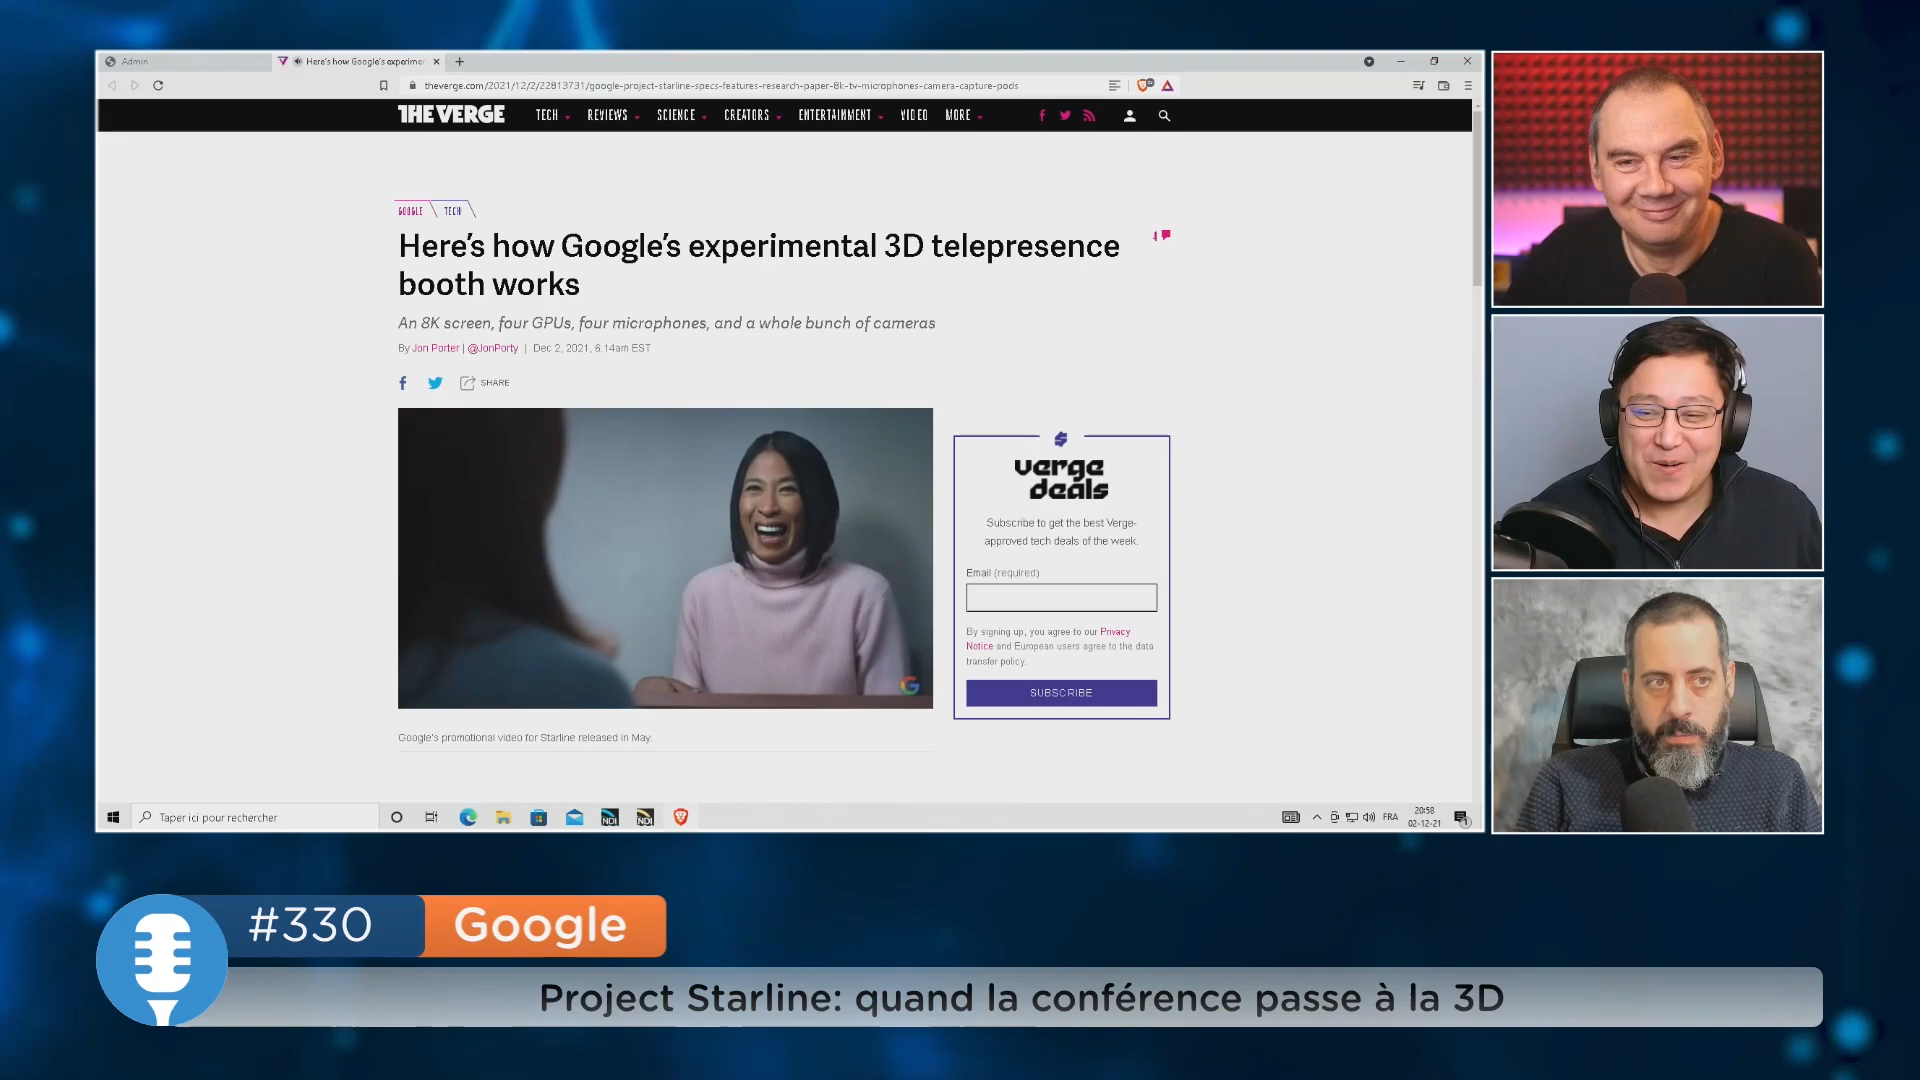 Admin
Here's how Google's experimen
theverge.com/2021/12/2/22813731/google-project-starline-specs-features-research-paper-8k-tv-microphones-camera-capture-pods
THE VERGE
TECH
REVIEWS
SCIENCE
CREATORS
ENTERTAINMENT
VIDEO
MORE
GOOGLE
TECH
Here's how Google's experimental 3D telepresence
booth works
4
An 8K screen, four GPUs, four microphones, and a whole bunch of cameras
By Jon Porter | @JonPorty | Dec 2, 2021, 6:14am EST
SHARE
verge
deals
Subscribe to get the best Verge-
approved tech deals of the week.
Email (required)
By signing up, you agree to our Privacy
Notice and European users agree to the data
transfer policy.
SUBSCRIBE
Google's promotional video for Starline released in May.
Taper ici pour rechercher
NDI
NDI
FRA
20:58
02-12-21
#330
Google
Project Starline: quand la conférence passe à la 3D